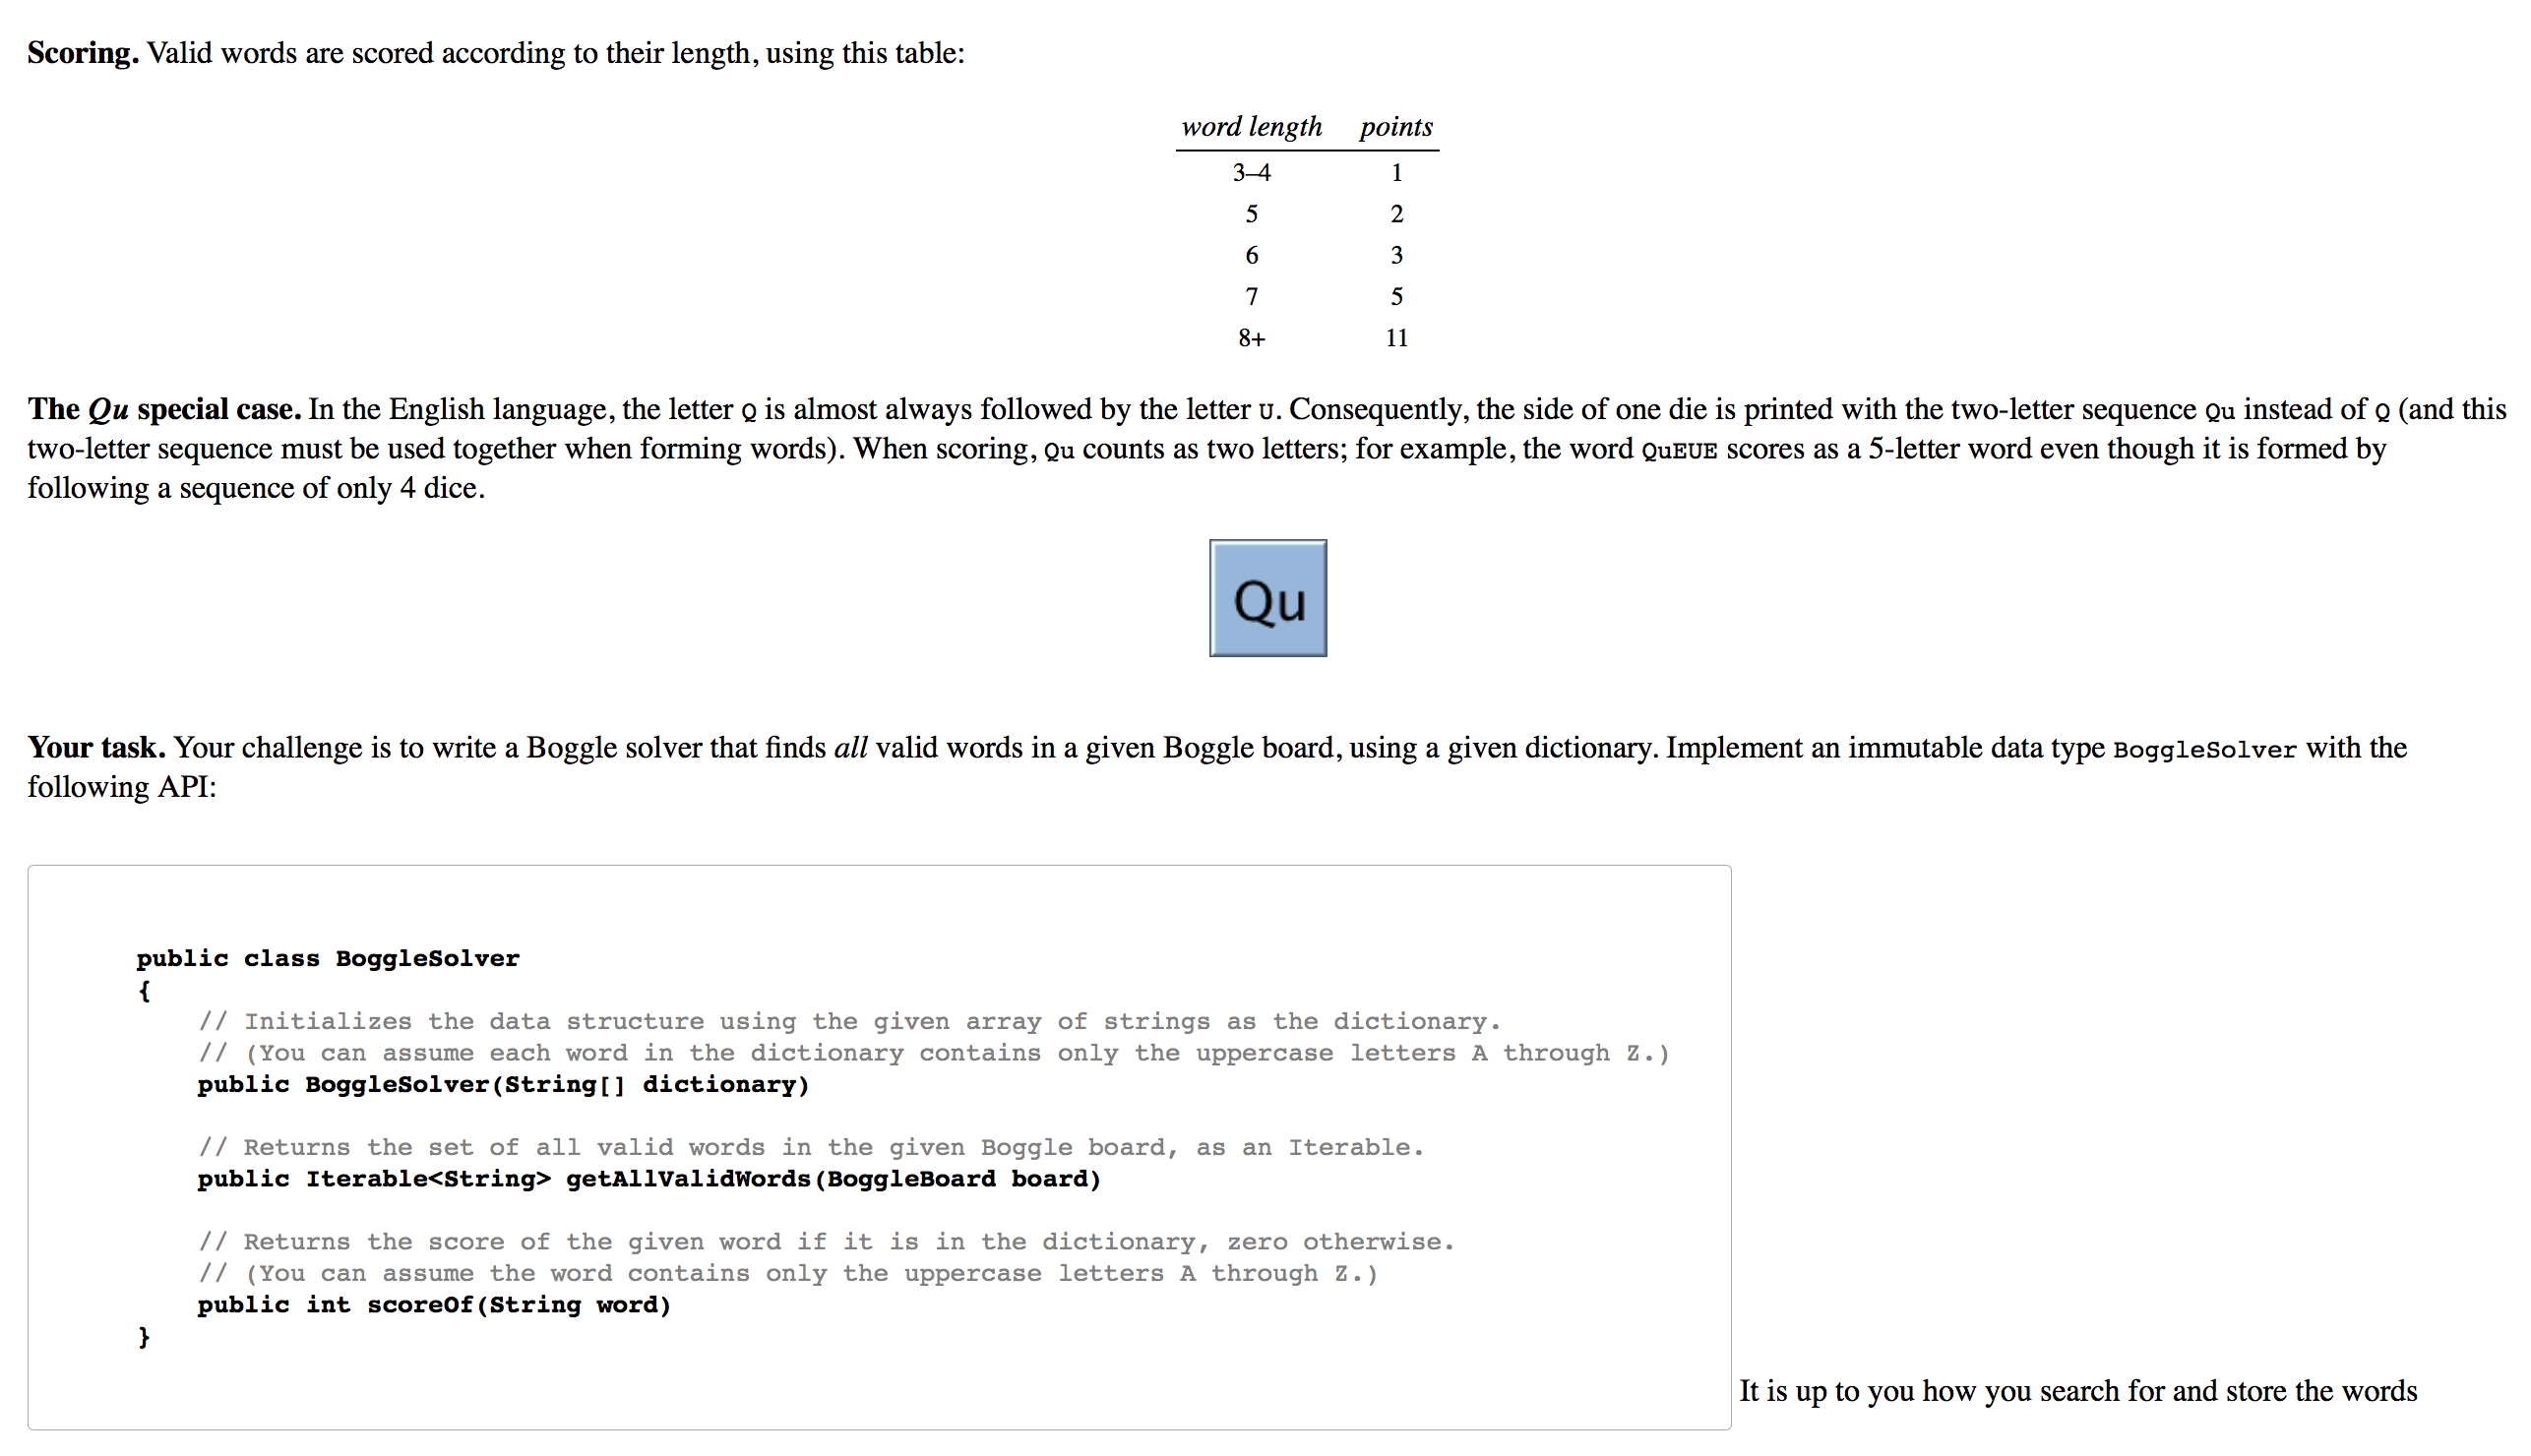 Scoring. Valid words are scored according to their length, using this table:
word length points
3–4 1
5 2
6 3
7 5
8+ 11
The Qu special case. In the English language, the letter Q is almost always followed by the letter U. Consequently, the side of one die is printed with the two-letter sequence Qu instead of Q (and this
two-letter sequence must be used together when forming words). When scoring, Qu counts as two letters; for example, the word QuEUE scores as a 5-letter word even though it is formed by
following a sequence of only 4 dice.
Qu
Your task. Your challenge is to write a Boggle solver that finds all valid words in a given Boggle board, using a given dictionary. Implement an immutable data type BoggleSolver with the
following API:
public class BoggleSolver
{
// Initializes the data structure using the given array of strings as the dictionary.
// (You can assume each word in the dictionary contains only the uppercase letters A through Z.)
public BoggleSolver(String[] dictionary)
// Returns the set of all valid words in the given Boggle board, as an Iterable.
public Iterable<String> getAllValidWords(BoggleBoard board)
// Returns the score of the given word if it is in the dictionary, zero otherwise.
// (You can assume the word contains only the uppercase letters A through Z.)
public int scoreOf(String word)
}
It is up to you how you search for and store the words